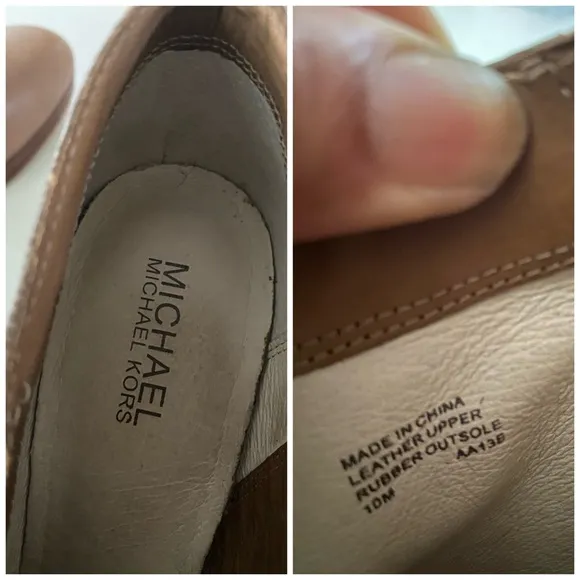 MICHAEL
MICHAEL KORS
MADE IN CHINA
LEATHER UPPER
RUBBER OUTSOLE
AA13B
10M